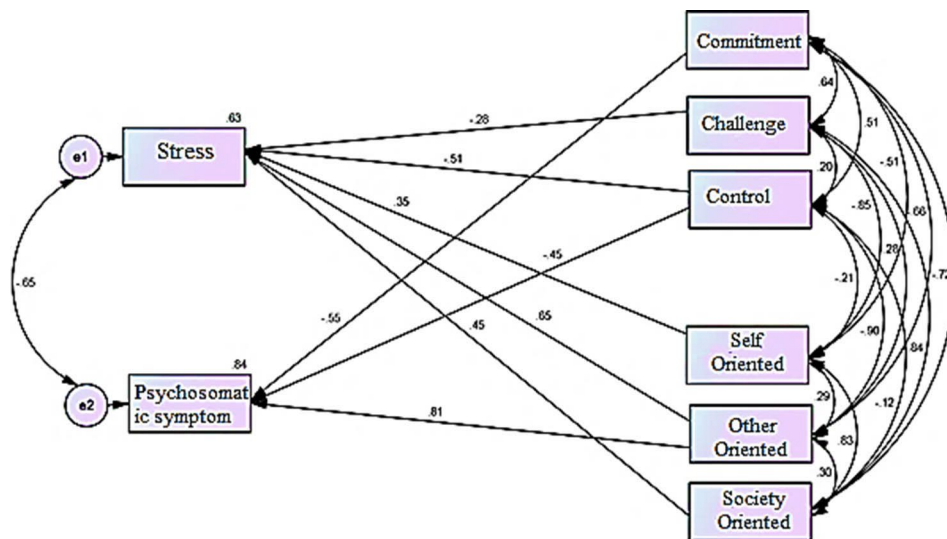 Commitment
.64
.63
Challenge
-.28
.51
e1
Stress
-.51
-.51
.20
Control
-.85
.66
.35
.28
-.45
-.21
-.72
-.65
-.55
.65
.45
-.90
.84
Self
Oriented
.84
e2
Psychosomat
ic symptom
.29
-.12
.81
Other
Oriented
.83
.30
Society
Oriented